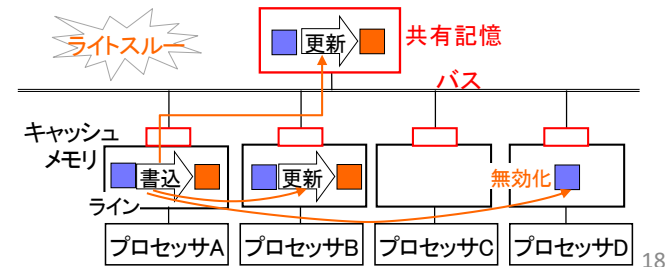 ライトスルー
更新
共有記憶
バス
キャッシュ
メモリ
書込
更新
無効化
ライン
プロセッサA
プロセッサB
プロセッサC
プロセッサD
18